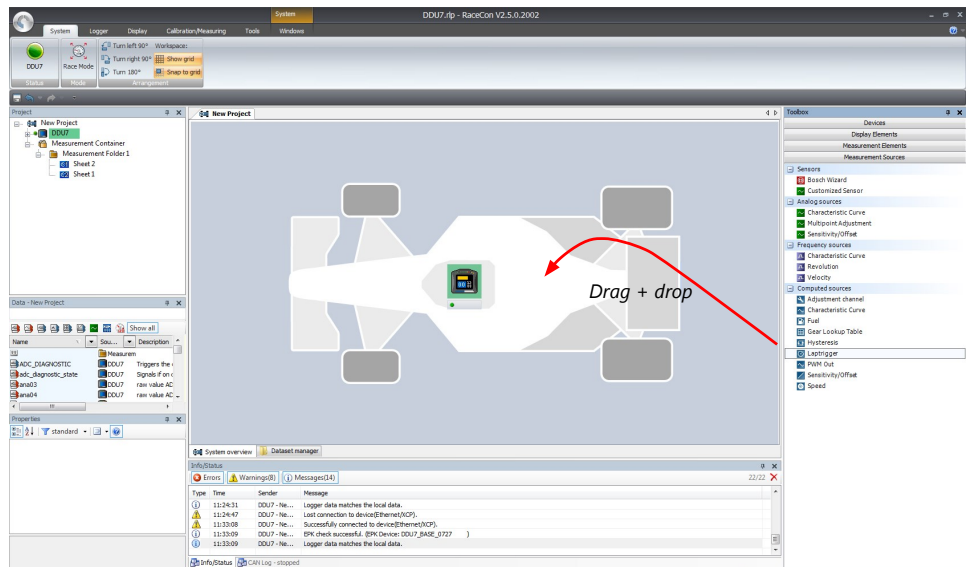 System
DDU7.rlp - RaceCon V2.5.0.2002
System Logger Display Calibration/Measuring Tools Windows
DDU7
Status
Race Mode
Mode
Turn left 90° Workspace:
Turn right 90° Show grid
Turn 180° Snap to grid
Arrangement
Project
New Project
DDU7
Measurement Container
Measurement Folder 1
Sheet 2
Sheet 1
Data - New Project
Show all
Name Sou... Description
Measurem
ADC_DIAGNOSTIC DDU7 Triggers the
adc_diagnostic_state DDU7 Signals if on
ana03 DDU7 raw value AD
ana04 DDU7 raw value AC
Properties
standard
New Project
Drag + drop
System overview Dataset manager
Info/Status
Errors Warnings(8) Messages(14) 22/22
Type Time Sender Message
11:24:31 DDU7 - Ne... Logger data matches the local data.
11:24:47 DDU7 - Ne... Lost connection to device(Ethernet/XCP).
11:33:08 DDU7 - Ne... Successfully connected to device(Ethernet/XCP).
11:33:09 DDU7 - Ne... EPK check successful. (EPK Device: DDU7_BASE_0727 )
11:33:09 DDU7 - Ne... Logger data matches the local data.
Info/Status CAN Log - stopped
Toolbox
Devices
Display Elements
Measurement Elements
Measurement Sources
Sensors
Bosch Wizard
Customized Sensor
Analog sources
Characteristic Curve
Multipoint Adjustment
Sensitivity/Offset
Frequency sources
Characteristic Curve
Revolution
Velocity
Computed sources
Adjustment channel
Characteristic Curve
Fuel
Gear Lookup Table
Hysteresis
Laptrigger
PWM Out
Sensitivity/Offset
Speed